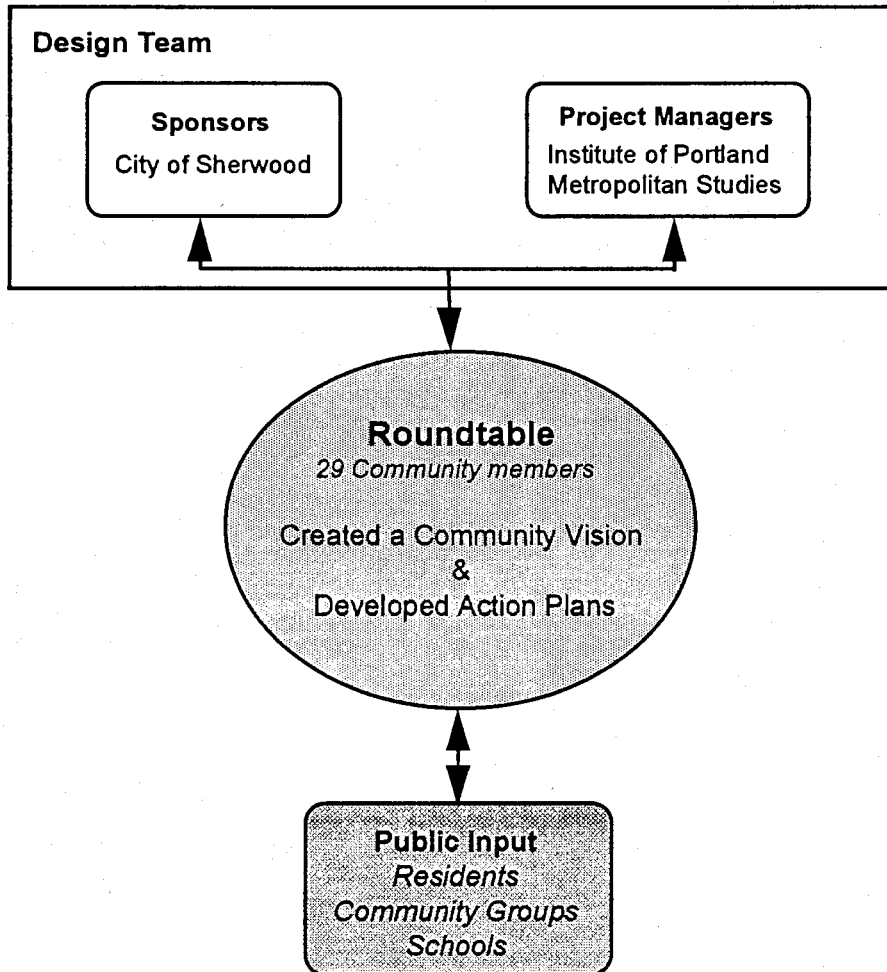 Design Team
Sponsors
City of Sherwood
Project Managers
Institute of Portland
Metropolitan Studies
Roundtable
29 Community members
Created a Community Vision
&
Developed Action Plans
Public Input
Residents
Community Groups
Schools